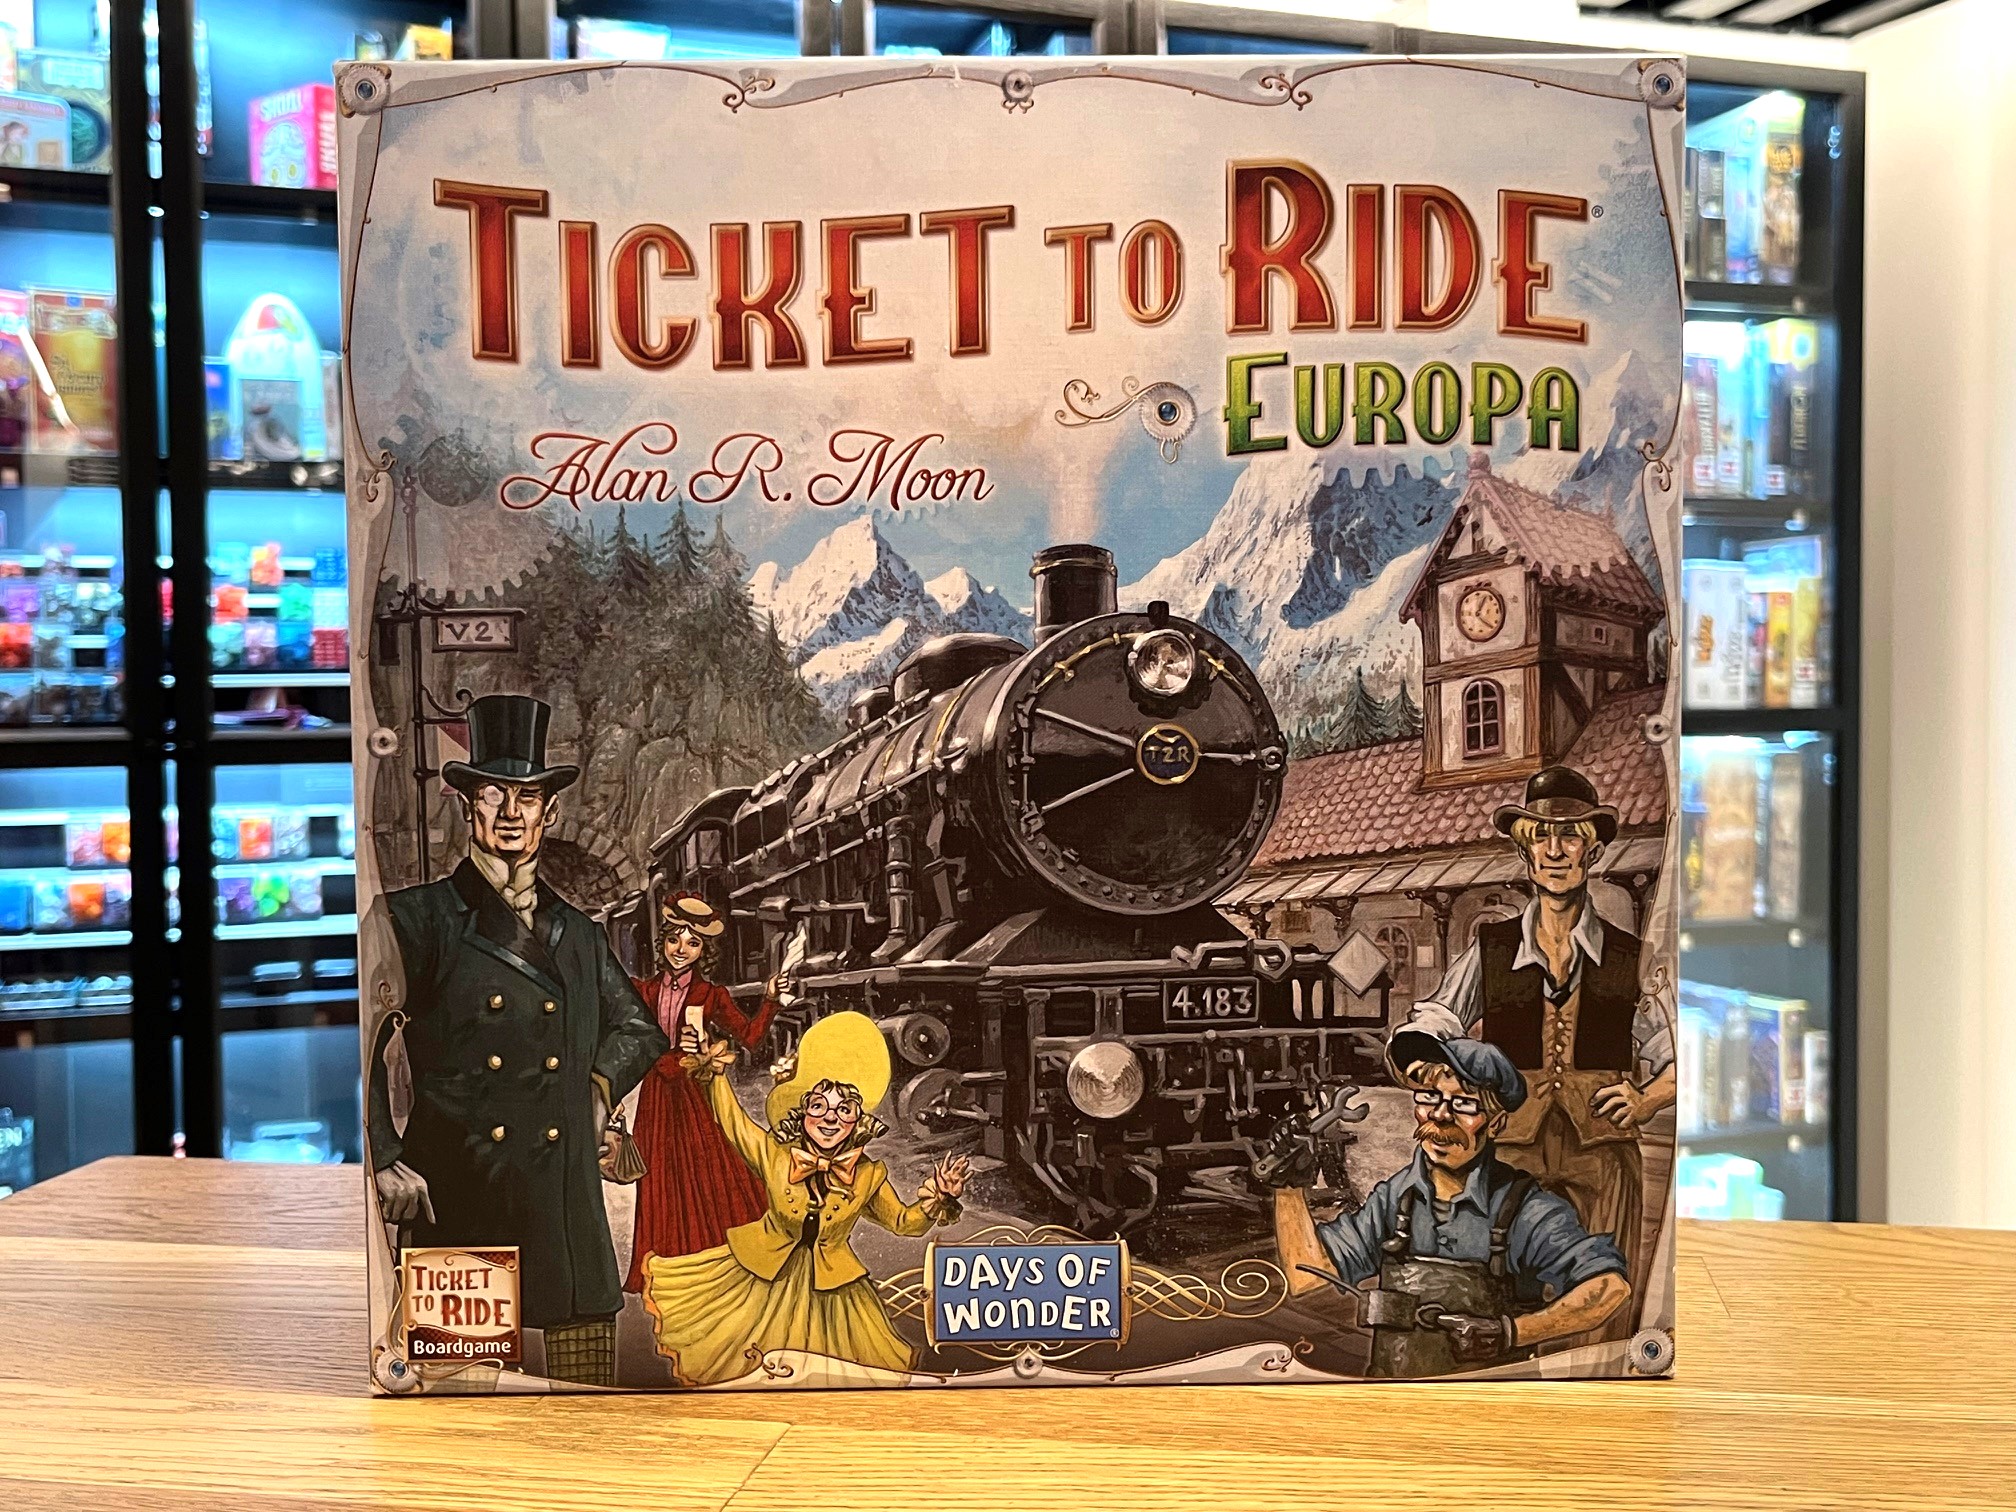 TICKET TO RIDE®
EUROPA
Alan R. Moon
V2
T2R
4.183
DAYS OF
WONDER®
TICKET
TO RIDE
Boardgame